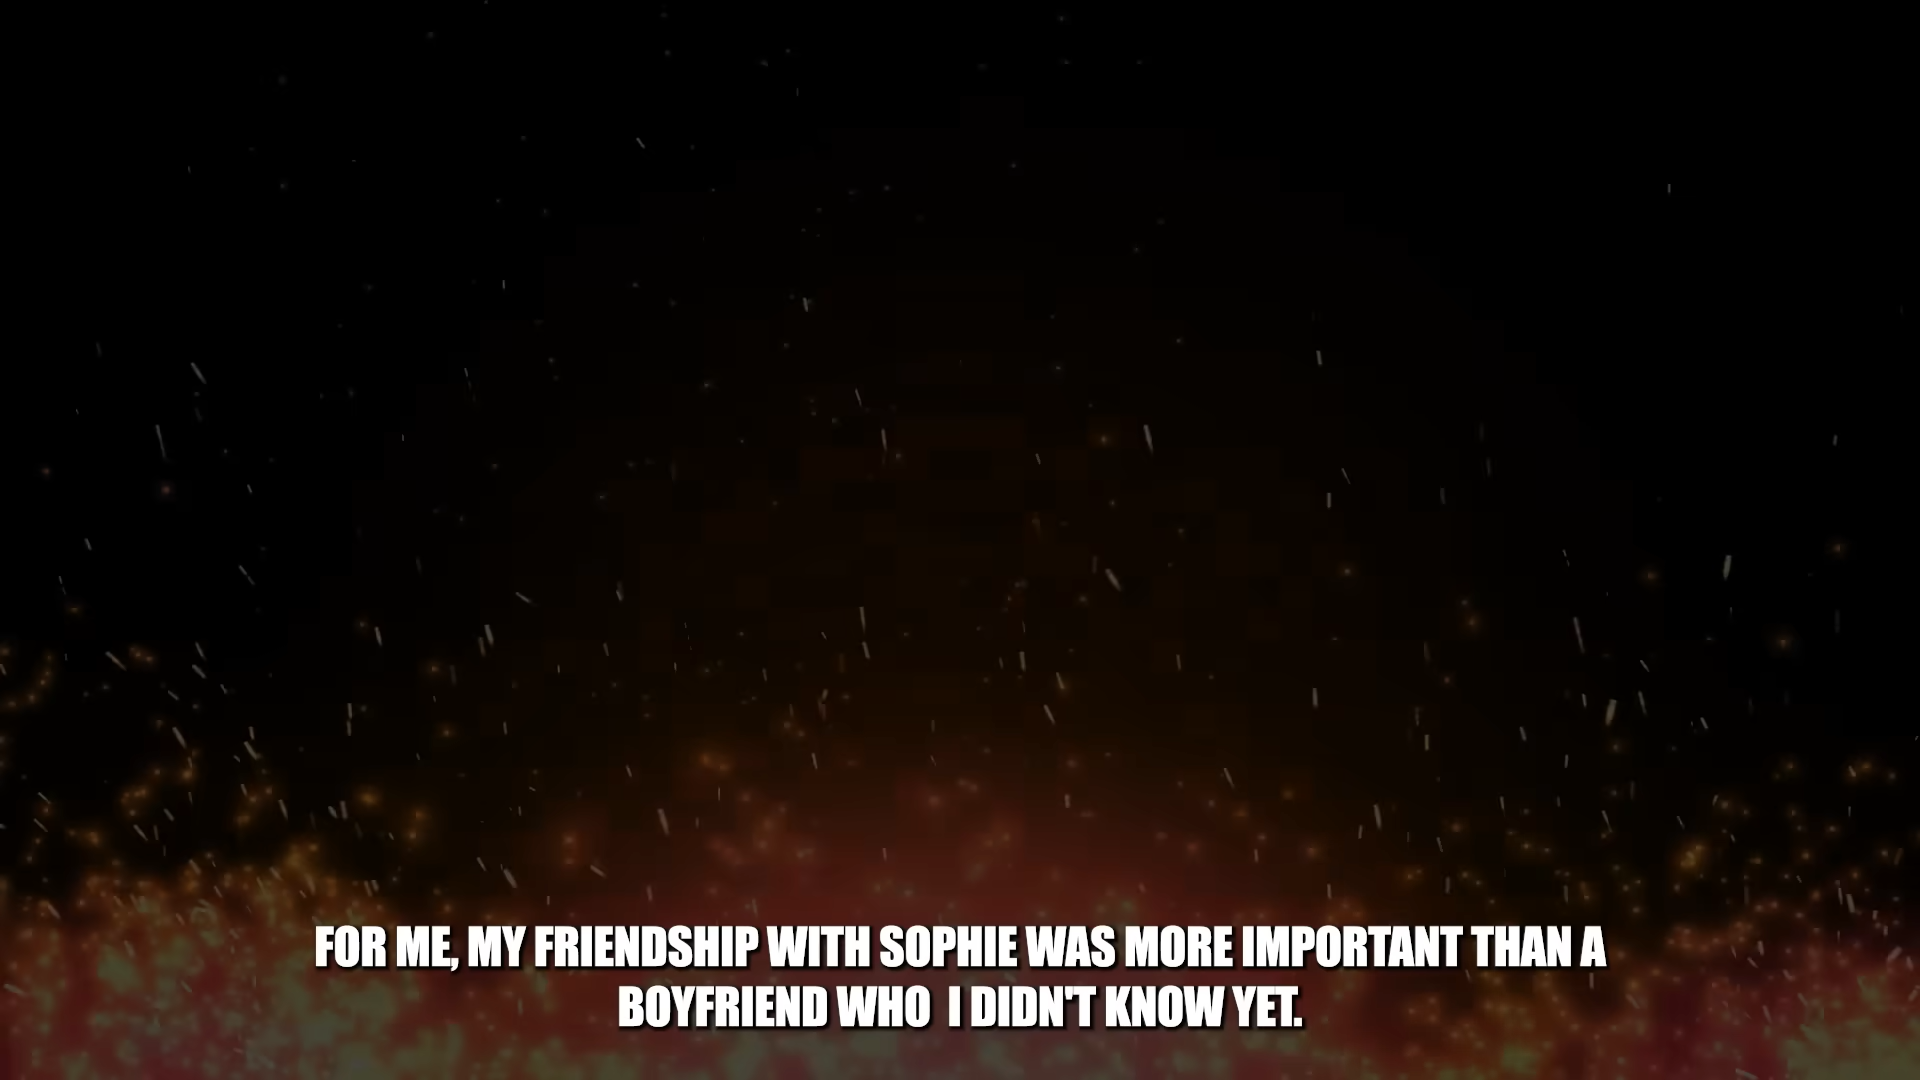 FOR ME, MY FRIENDSHIP WITH SOPHIE WAS MORE IMPORTANT THAN A
BOYFRIEND WHO I DIDN'T KNOW YET.